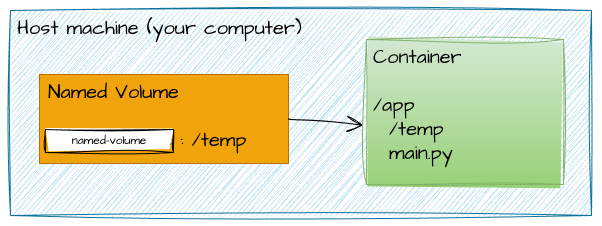 Host machine (your computer)
Named Volume
named-volume : /temp
Container
/app
/temp
main.py